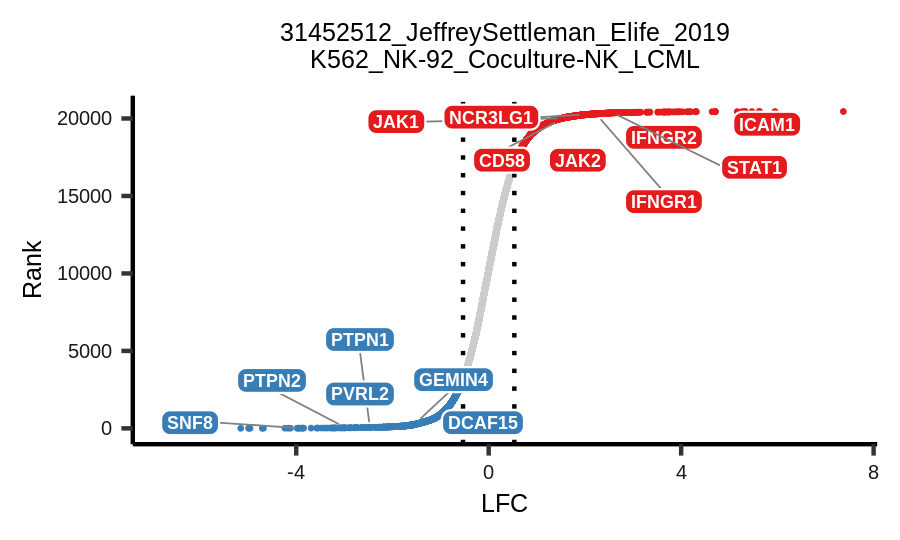 31452512_JeffreySettleman_Elife_2019
K562_NK-92_Coculture-NK_LCML
Rank
20000
15000
10000
5000
0
JAK1
NCR3LG1
ICAM1
IFNGR2
CD58
JAK2
STAT1
IFNGR1
PTPN1
PTPN2
GEMIN4
PVRL2
SNF8
DCAF15
-4
0
4
8
LFC